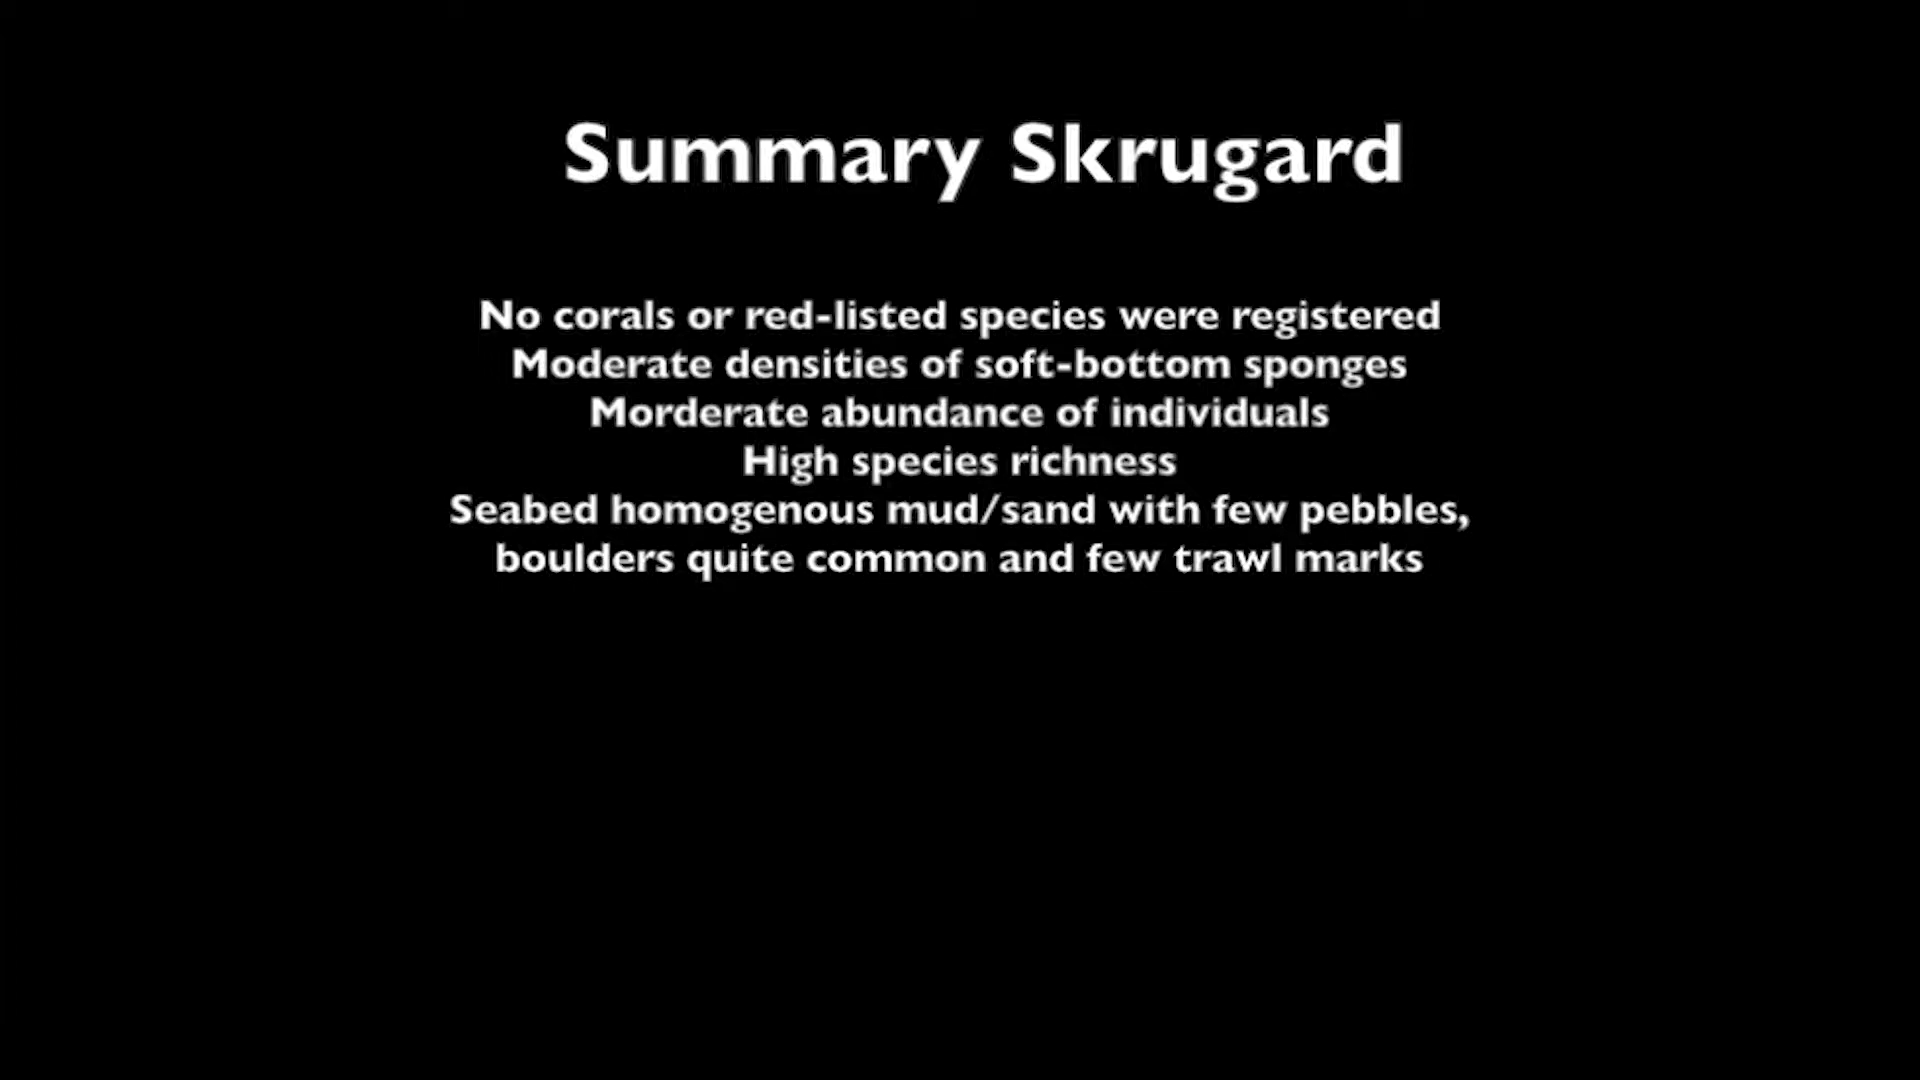 Summary Skrugard
No corals or red-listed species were registered
Moderate densities of soft-bottom sponges
Morderate abundance of individuals
High species richness
Seabed homogenous mud/sand with few pebbles,
boulders quite common and few trawl marks